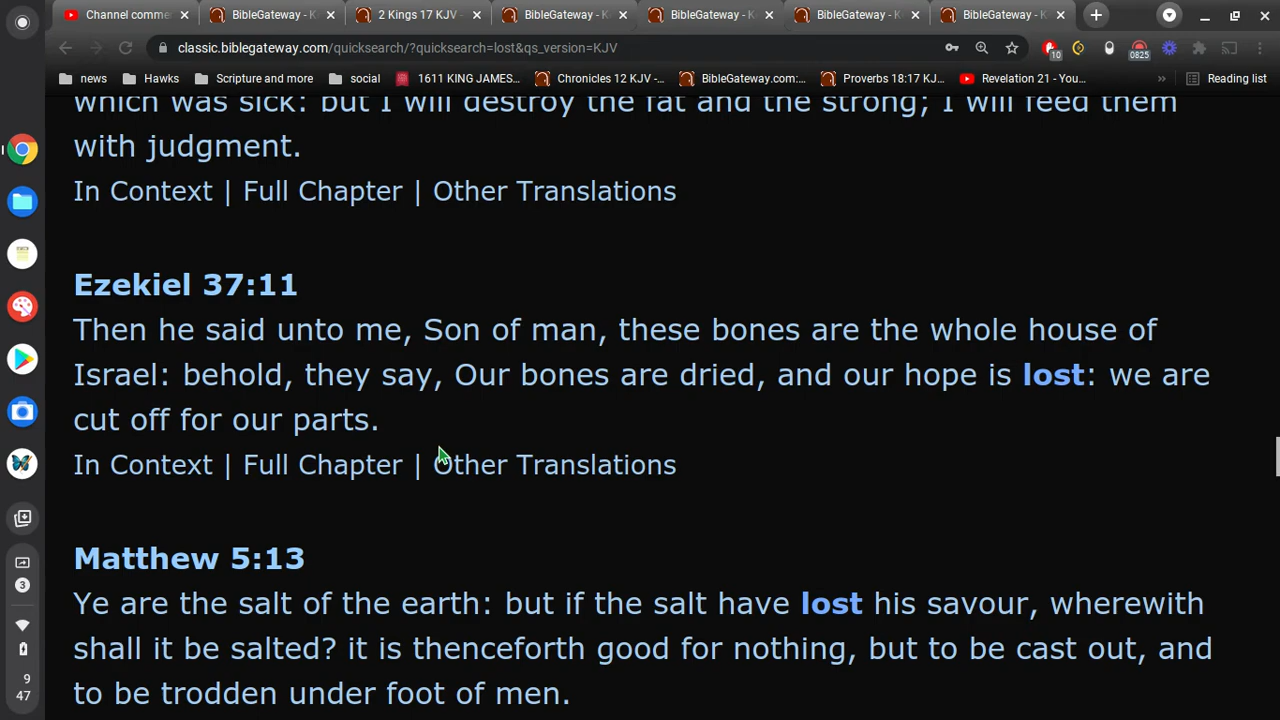 Channel comme
BibleGateway - K
2 Kings 17 KJV -
BibleGateway - K
BibleGateway - K
BibleGateway - K
BibleGateway - K
classic.biblegateway.com/quicksearch/?quicksearch=lost&qs_version=KJV
10
0825
news
Hawks
Scripture and more
social
1611 KING JAMES...
Chronicles 12 KJV -...
BibleGateway.com:...
Proverbs 18:17 KJ...
Revelation 21 - You...
»
Reading list
which was sick: but I will destroy the fat and the strong; I will feed them
with judgment.
In Context | Full Chapter | Other Translations
Ezekiel 37:11
Then he said unto me, Son of man, these bones are the whole house of
Israel: behold, they say, Our bones are dried, and our hope is lost: we are
cut off for our parts.
In Context | Full Chapter | Other Translations
Matthew 5:13
Ye are the salt of the earth: but if the salt have lost his savour, wherewith
shall it be salted? it is thenceforth good for nothing, but to be cast out, and
to be trodden under foot of men.
3
9
47